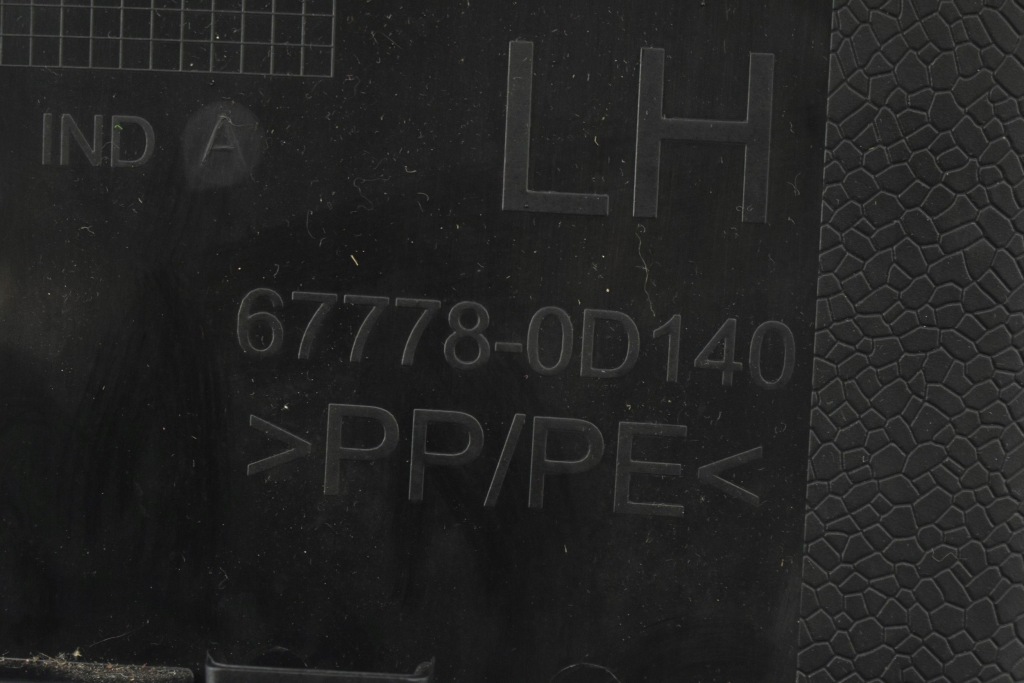 LH
IND A
67778-0D140
>PP/PE<